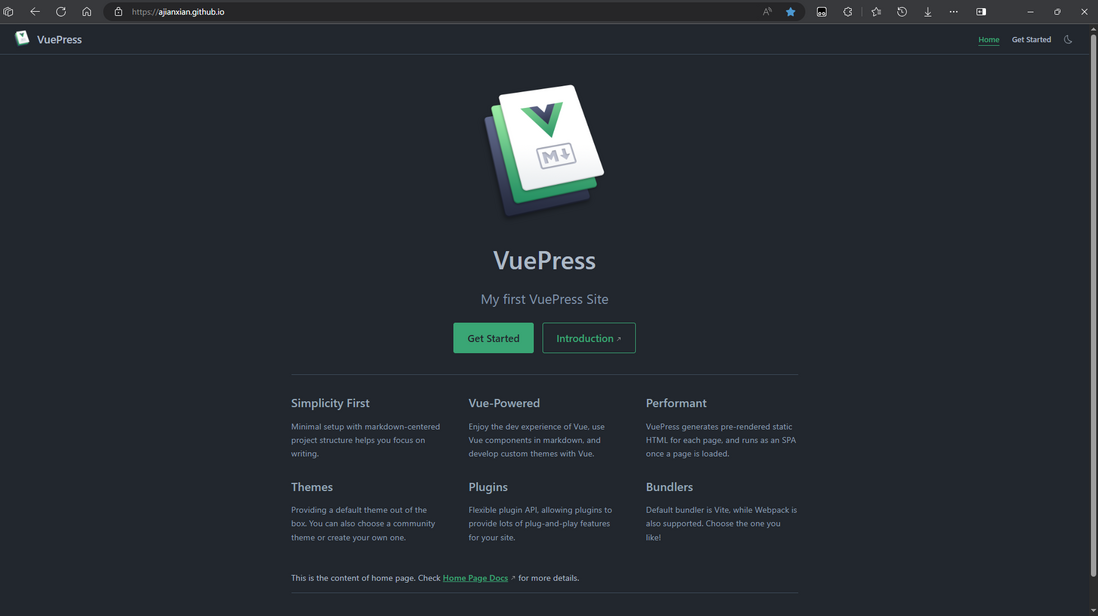 https://ajianxian.github.io
VuePress
Home
Get Started
M
VuePress
My first VuePress Site
Get Started
Introduction
Simplicity First
Minimal setup with markdown-centered
project structure helps you focus on
writing.
Vue-Powered
Enjoy the dev experience of Vue, use
Vue components in markdown, and
develop custom themes with Vue.
Performant
VuePress generates pre-rendered static
HTML for each page, and runs as an SPA
once a page is loaded.
Themes
Providing a default theme out of the
box. You can also choose a community
theme or create your own one.
Plugins
Flexible plugin API, allowing plugins to
provide lots of plug-and-play features
for your site.
Bundlers
Default bundler is Vite, while Webpack is
also supported. Choose the one you
like!
This is the content of home page. Check Home Page Docs for more details.